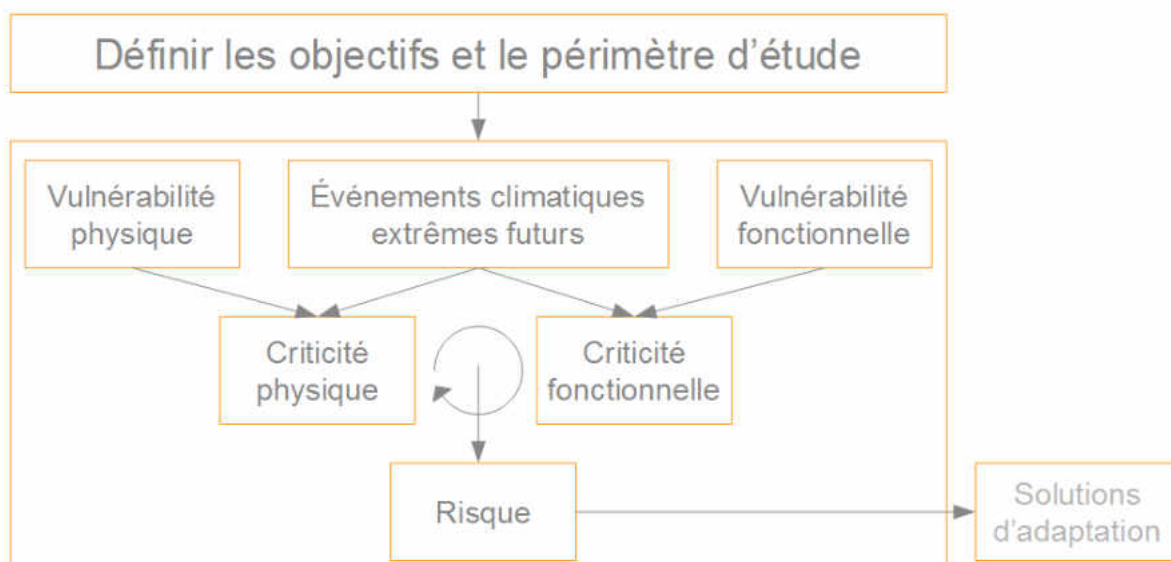 Définir les objectifs et le périmètre d’étude
Vulnérabilité
physique
Événements climatiques
extrêmes futurs
Vulnérabilité
fonctionnelle
Criticité
physique
Criticité
fonctionnelle
Risque
Solutions
d’adaptation